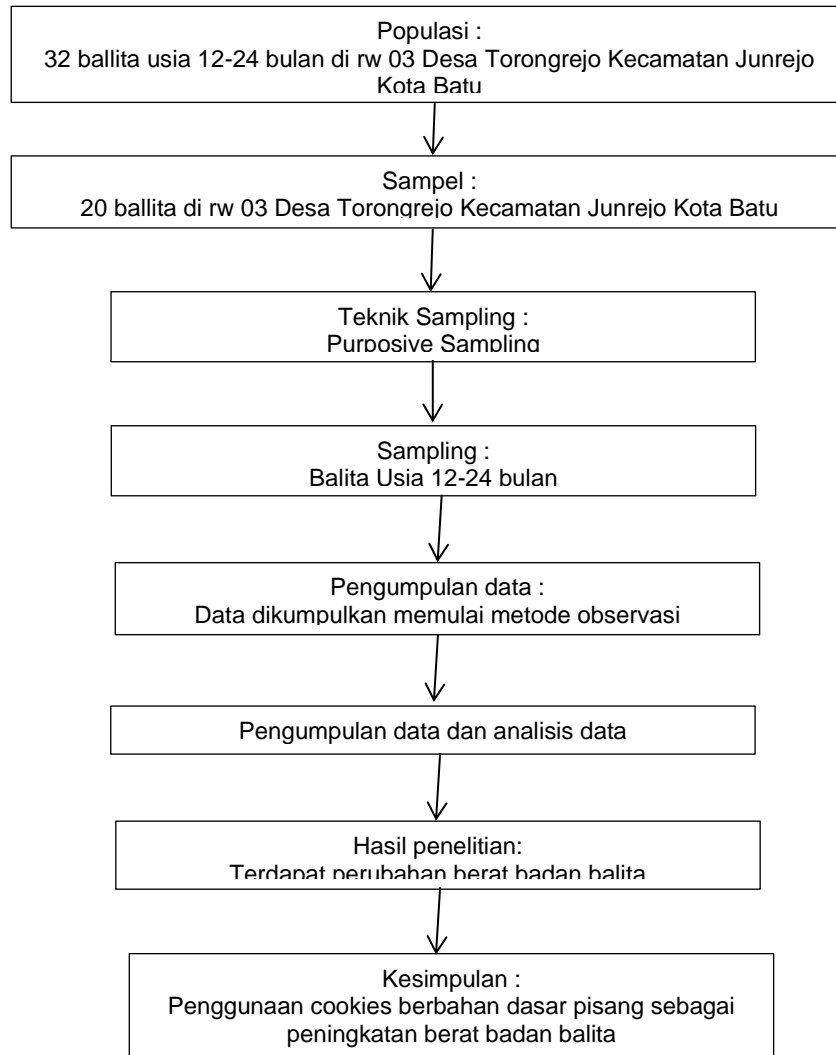 Populasi :
32 ballita usia 12-24 bulan di rw 03 Desa Torongrejo Kecamatan Junrejo
Kota Batu
Sampel :
20 ballita di rw 03 Desa Torongrejo Kecamatan Junrejo Kota Batu
Teknik Sampling :
Purposive Sampling
Sampling :
Balita Usia 12-24 bulan
Pengumpulan data :
Data dikumpulkan memulai metode observasi
Pengumpulan data dan analisis data
Hasil penelitian:
Terdapat perubahan berat badan balita
Kesimpulan :
Penggunaan cookies berbahan dasar pisang sebagai
peningkatan berat badan balita